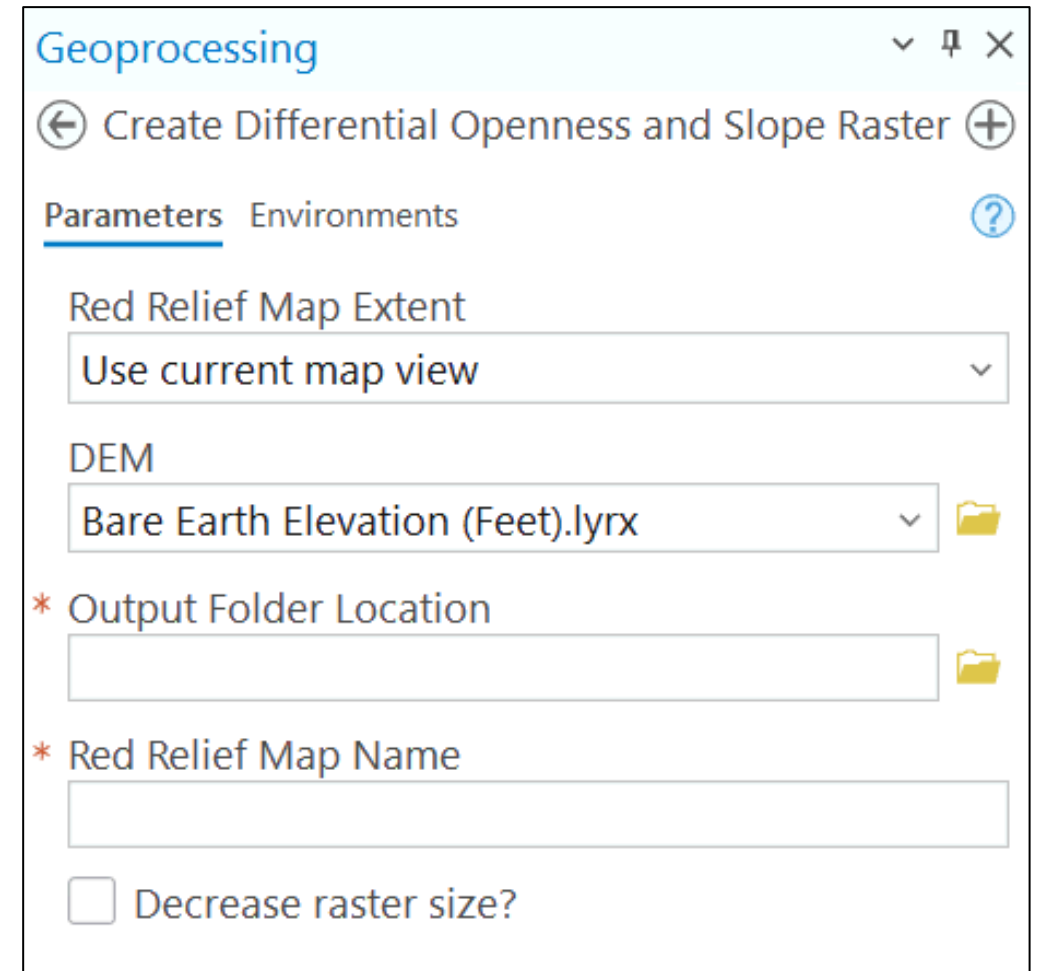 Geoprocessing
Create Differential Openness and Slope Raster
Parameters Environments
?
Red Relief Map Extent
Use current map view
DEM
Bare Earth Elevation (Feet).lyrx
* Output Folder Location
* Red Relief Map Name
Decrease raster size?